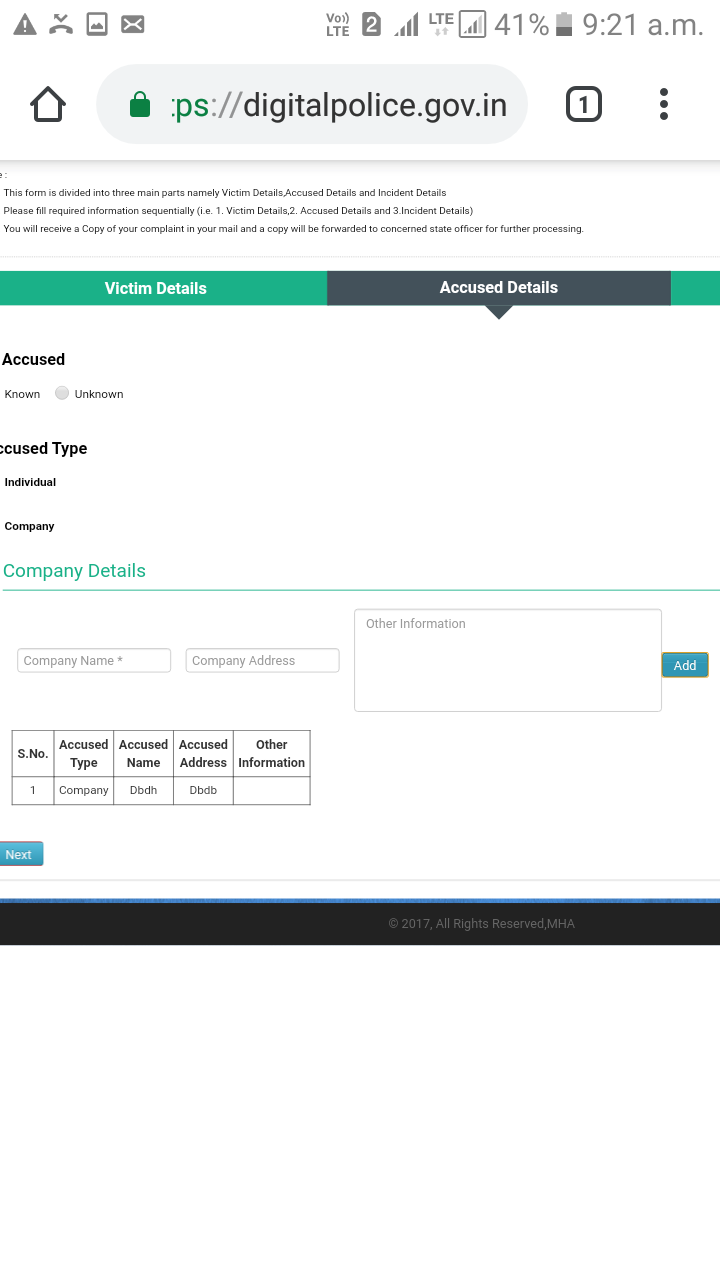 Vo)) LTE 2 LTE 41% 9:21 a.m.
:ps://digitalpolice.gov.in 1
e :
This form is divided into three main parts namely Victim Details,Accused Details and Incident Details
Please fill required information sequentially (i.e. 1. Victim Details,2. Accused Details and 3.Incident Details)
You will receive a Copy of your complaint in your mail and a copy will be forwarded to concerned state officer for further processing.
Victim Details Accused Details
Accused
Known Unknown
ccused Type
Individual
Company
Company Details
Other Information
Company Name * Company Address Add
S.No. Accused Type Accused Name Accused Address Other Information
1 Company Dbdh Dbdb
Next
© 2017, All Rights Reserved,MHA